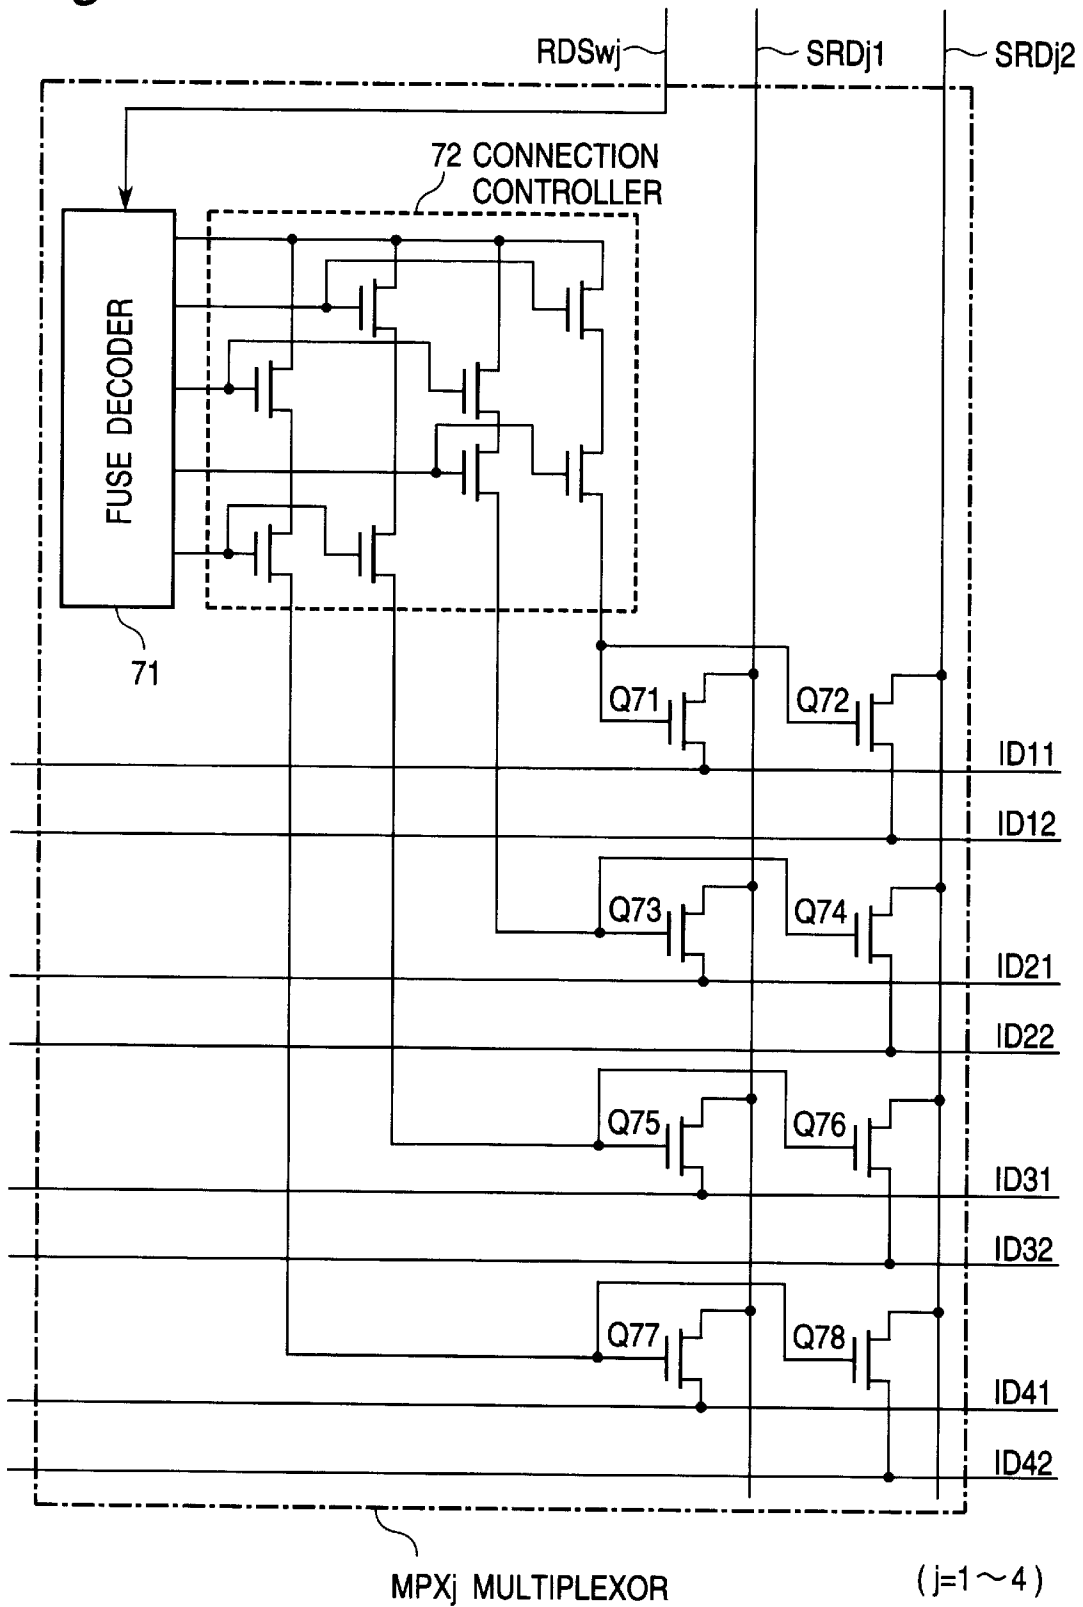 RDSwj
SRDj1
SRDj2
72 CONNECTION
CONTROLLER
FUSE DECODER
71
Q71
Q72
ID11
ID12
Q73
Q74
ID21
ID22
Q75
Q76
ID31
ID32
Q77
Q78
ID41
ID42
MPXj MULTIPLEXOR
(j=1~4)